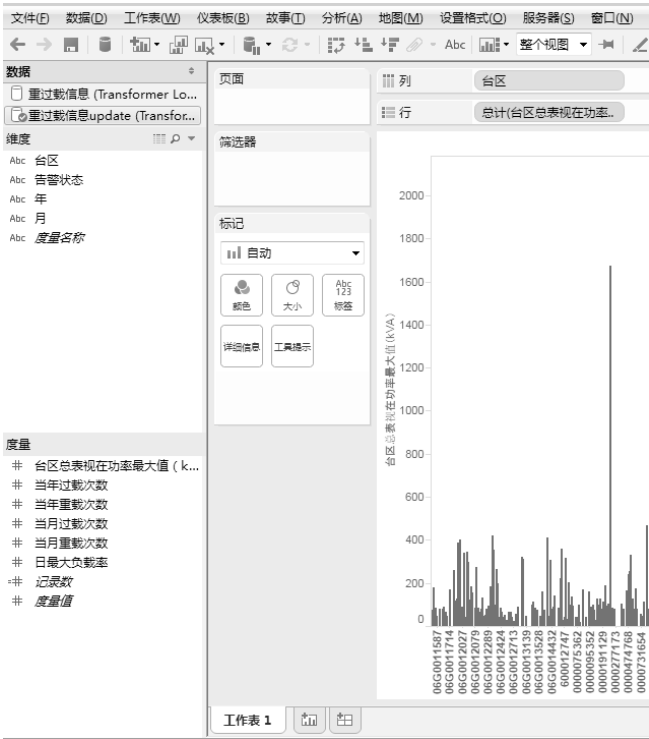 文件(F) 数据(D) 工作表(W) 仪表板(B) 故事(T) 分析(A) 地图(M) 设置格式(O) 服务器(S) 窗口(N)
Abc 整个视图
数据
重过载信息 (Transformer Lo...
重过载信息update (Transfor...
维度
Abc 台区
Abc 告警状态
Abc 年
Abc 月
Abc 度量名称
度量
台区总表视在功率最大值 ( k...
当年过载次数
当年重载次数
当月过载次数
当月重载次数
日最大负载率
记录数
度量值
页面
筛选器
标记
自动
颜色 大小 Abc 123 标签
详细信息 工具提示
列 台区
行 总计(台区总表视在功率..
台区总表视在功率最大值(kVA)
2000
1800
1600
1400
1200
1000
800
600
400
200
0
06G0011587
06G0011714
06G0012027
06G0012079
06G0012289
06G0012424
06G0012713
06G0013139
06G0013528
06G0014432
600012747
0000075362
0000095352
0000191129
0000277173
0000474768
0000731654
工作表 1